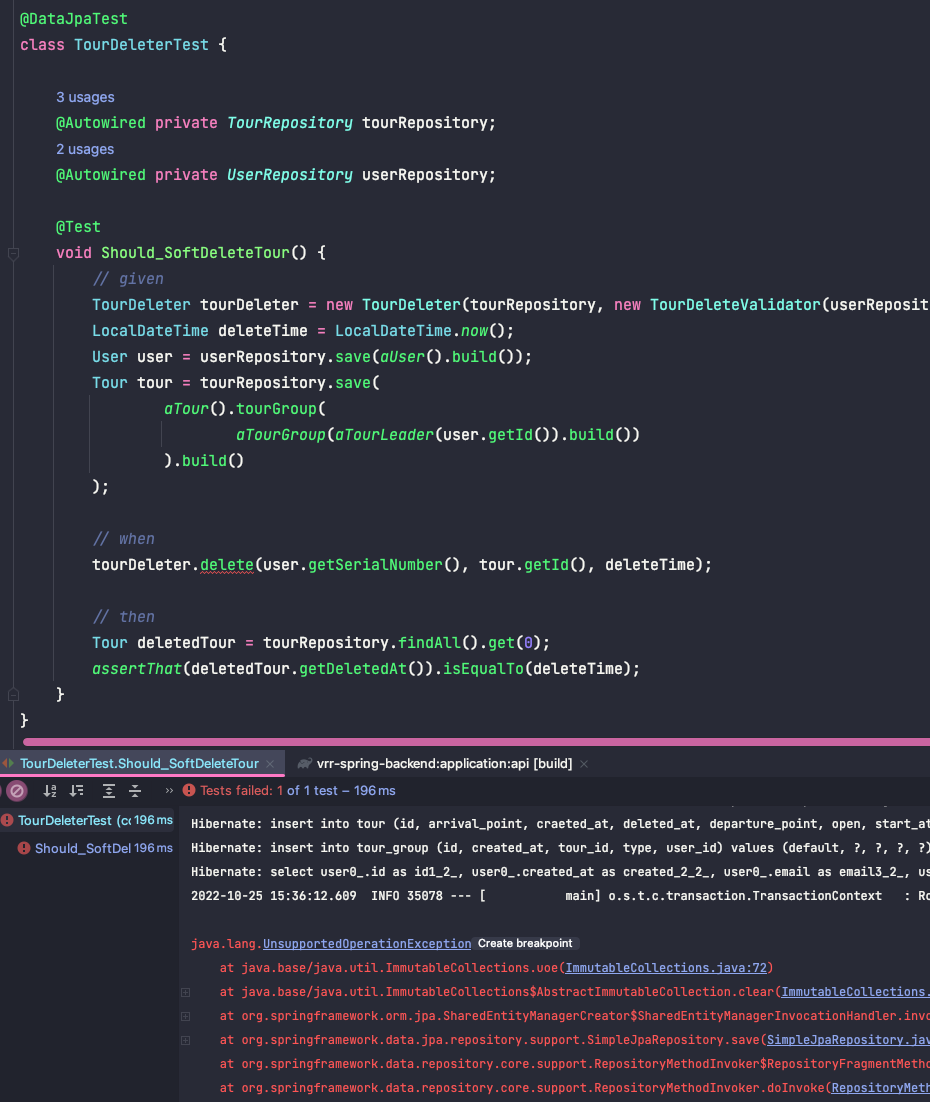 @DataJpaTest
class TourDeleterTest {
3 usages
@Autowired private TourRepository tourRepository;
2 usages
@Autowired private UserRepository userRepository;
@Test
void Should_SoftDeleteTour() {
// given
TourDeleter tourDeleter = new TourDeleter(tourRepository, new TourDeleteValidator(userReposit
LocalDateTime deleteTime = LocalDateTime.now();
User user = userRepository.save(aUser().build());
Tour tour = tourRepository.save(
aTour().tourGroup(
aTourGroup(aTourLeader(user.getId()).build())
).build()
);
// when
tourDeleter.delete(user.getSerialNumber(), tour.getId(), deleteTime);
// then
Tour deletedTour = tourRepository.findAll().get(0);
assertThat(deletedTour.getDeletedAt()).isEqualTo(deleteTime);
}
}
TourDeleterTest.Should_SoftDeleteTour × vrr-spring-backend:application:api [build] ×
>> Tests failed: 1 of 1 test – 196 ms
TourDeleterTest (co 196 ms
Should_SoftDel 196 ms
Hibernate: insert into tour (id, arrival_point, craeted_at, deleted_at, departure_point, open, start_at
Hibernate: insert into tour_group (id, created_at, tour_id, type, user_id) values (default, ?, ?, ?, ?)
Hibernate: select user0_.id as id1_2_, user0_.created_at as created_2_2_, user0_.email as email3_2_, us
2022-10-25 15:36:12.609  INFO 35078 --- [           main] o.s.t.c.transaction.TransactionContext   : Ro
java.lang.UnsupportedOperationException Create breakpoint
at java.base/java.util.ImmutableCollections.uoe(ImmutableCollections.java:72)
at java.base/java.util.ImmutableCollections$AbstractImmutableCollection.clear(ImmutableCollections.
at org.springframework.orm.jpa.SharedEntityManagerCreator$SharedEntityManagerInvocationHandler.invo
at org.springframework.data.jpa.repository.support.SimpleJpaRepository.save(SimpleJpaRepository.jav
at org.springframework.data.repository.core.support.RepositoryMethodInvoker$RepositoryFragmentMetho
at org.springframework.data.repository.core.support.RepositoryMethodInvoker.doInvoke(RepositoryMeth